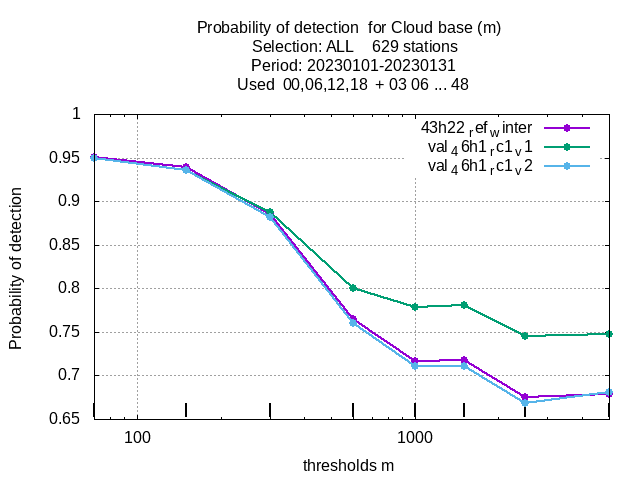 Probability of detection  for Cloud base (m)
Selection: ALL    629 stations
Period: 20230101-20230131
Used  00,06,12,18  + 03 06 ... 48
43h22_ref_winter
val_46h1_rc1_v1
val_46h1_rc1_v2
1
0.95
0.9
0.85
0.8
0.75
0.7
0.65
Probability of detection
100
1000
thresholds m